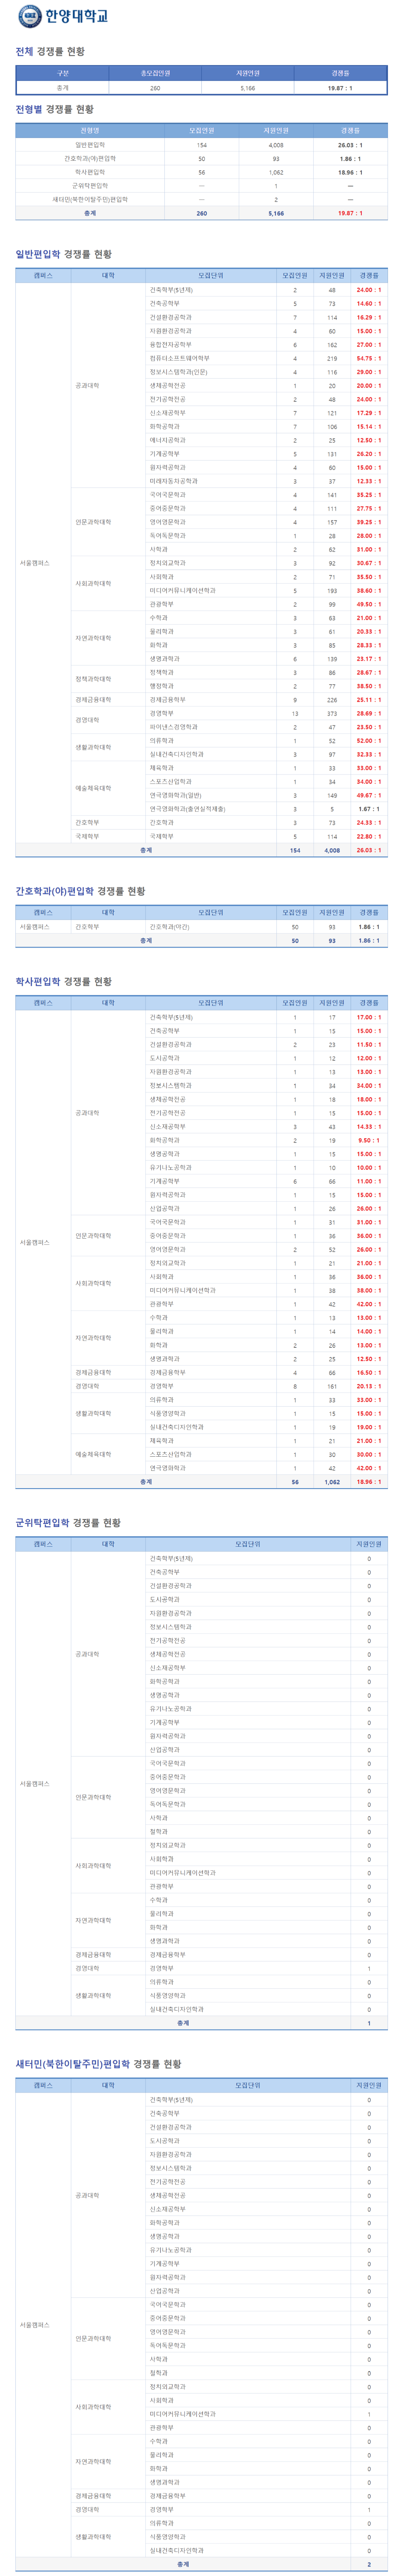 한양대학교
전체 경쟁률 현황
구분 총모집인원 지원인원 경쟁률
총계 260 5,166 19.87 : 1
전형별 경쟁률 현황
전형명 모집인원 지원인원 경쟁률
일반편입학 154 4,008 26.03 : 1
간호학과(야)편입학 50 93 1.86 : 1
학사편입학 56 1,062 18.96 : 1
군위탁편입학 — 1 —
새터민(북한이탈주민)편입학 — 2 —
총계 260 5,166 19.87 : 1
일반편입학 경쟁률 현황
캠퍼스 대학 모집단위 모집인원 지원인원 경쟁률
서울캠퍼스 공과대학 건축학부(5년제) 2 48 24.00 : 1
건축공학부 5 73 14.60 : 1
건설환경공학과 7 114 16.29 : 1
자원환경공학과 4 60 15.00 : 1
융합전자공학부 6 162 27.00 : 1
컴퓨터소프트웨어학부 4 219 54.75 : 1
정보시스템학과(인문) 4 116 29.00 : 1
생체공학전공 1 20 20.00 : 1
전기공학전공 2 48 24.00 : 1
신소재공학부 7 121 17.29 : 1
화학공학과 7 106 15.14 : 1
에너지공학과 2 25 12.50 : 1
기계공학부 5 131 26.20 : 1
원자력공학과 4 60 15.00 : 1
미래자동차공학과 3 37 12.33 : 1
인문과학대학 국어국문학과 4 141 35.25 : 1
중어중문학과 4 111 27.75 : 1
영어영문학과 4 157 39.25 : 1
독어독문학과 1 28 28.00 : 1
사학과 2 62 31.00 : 1
사회과학대학 정치외교학과 3 92 30.67 : 1
사회학과 2 71 35.50 : 1
미디어커뮤니케이션학과 5 193 38.60 : 1
관광학부 2 99 49.50 : 1
자연과학대학 수학과 3 63 21.00 : 1
물리학과 3 61 20.33 : 1
화학과 3 85 28.33 : 1
생명과학과 6 139 23.17 : 1
정책과학대학 정책학과 3 86 28.67 : 1
행정학과 2 77 38.50 : 1
경제금융대학 경제금융학부 9 226 25.11 : 1
경영대학 경영학부 13 373 28.69 : 1
파이낸스경영학과 2 47 23.50 : 1
생활과학대학 의류학과 1 52 52.00 : 1
실내건축디자인학과 3 97 32.33 : 1
예술체육대학 체육학과 1 33 33.00 : 1
스포츠산업학과 1 34 34.00 : 1
연극영화학과(일반) 3 149 49.67 : 1
연극영화학과(출연실적제출) 3 5 1.67 : 1
간호학부 간호학과 3 73 24.33 : 1
국제학부 국제학부 5 114 22.80 : 1
총계 154 4,008 26.03 : 1
간호학과(야)편입학 경쟁률 현황
캠퍼스 대학 모집단위 모집인원 지원인원 경쟁률
서울캠퍼스 간호학부 간호학과(야간) 50 93 1.86 : 1
총계 50 93 1.86 : 1
학사편입학 경쟁률 현황
캠퍼스 대학 모집단위 모집인원 지원인원 경쟁률
서울캠퍼스 공과대학 건축학부(5년제) 1 17 17.00 : 1
건축공학부 1 15 15.00 : 1
건설환경공학과 2 23 11.50 : 1
도시공학과 1 12 12.00 : 1
자원환경공학과 1 13 13.00 : 1
정보시스템학과 1 34 34.00 : 1
생체공학전공 1 18 18.00 : 1
전기공학전공 1 15 15.00 : 1
신소재공학부 3 43 14.33 : 1
화학공학과 2 19 9.50 : 1
생명공학과 1 15 15.00 : 1
유기나노공학과 1 10 10.00 : 1
기계공학부 6 66 11.00 : 1
원자력공학과 1 15 15.00 : 1
산업공학과 1 26 26.00 : 1
인문과학대학 국어국문학과 1 31 31.00 : 1
중어중문학과 1 36 36.00 : 1
영어영문학과 2 52 26.00 : 1
사회과학대학 정치외교학과 1 21 21.00 : 1
사회학과 1 36 36.00 : 1
미디어커뮤니케이션학과 1 38 38.00 : 1
관광학부 1 42 42.00 : 1
자연과학대학 수학과 1 13 13.00 : 1
물리학과 1 14 14.00 : 1
화학과 2 26 13.00 : 1
생명과학과 2 25 12.50 : 1
경제금융대학 경제금융학부 4 66 16.50 : 1
경영대학 경영학부 8 161 20.13 : 1
생활과학대학 의류학과 1 33 33.00 : 1
식품영양학과 1 15 15.00 : 1
실내건축디자인학과 1 19 19.00 : 1
예술체육대학 체육학과 1 21 21.00 : 1
스포츠산업학과 1 30 30.00 : 1
연극영화학과 1 42 42.00 : 1
총계 56 1,062 18.96 : 1
군위탁편입학 경쟁률 현황
캠퍼스 대학 모집단위 지원인원
서울캠퍼스 공과대학 건축학부(5년제) 0
건축공학부 0
건설환경공학과 0
도시공학과 0
자원환경공학과 0
정보시스템학과 0
전기공학전공 0
생체공학전공 0
신소재공학부 0
화학공학과 0
생명공학과 0
유기나노공학과 0
기계공학부 0
원자력공학과 0
산업공학과 0
인문과학대학 국어국문학과 0
중어중문학과 0
영어영문학과 0
독어독문학과 0
사학과 0
철학과 0
사회과학대학 정치외교학과 0
사회학과 0
미디어커뮤니케이션학과 0
관광학부 0
자연과학대학 수학과 0
물리학과 0
화학과 0
생명과학과 0
경제금융대학 경제금융학부 0
경영대학 경영학부 1
생활과학대학 의류학과 0
식품영양학과 0
실내건축디자인학과 0
총계 1
새터민(북한이탈주민)편입학 경쟁률 현황
캠퍼스 대학 모집단위 지원인원
서울캠퍼스 공과대학 건축학부(5년제) 0
건축공학부 0
건설환경공학과 0
도시공학과 0
자원환경공학과 0
정보시스템학과 0
전기공학전공 0
생체공학전공 0
신소재공학부 0
화학공학과 0
생명공학과 0
유기나노공학과 0
기계공학부 0
원자력공학과 0
산업공학과 0
인문과학대학 국어국문학과 0
중어중문학과 0
영어영문학과 0
독어독문학과 0
사학과 0
철학과 0
사회과학대학 정치외교학과 0
사회학과 0
미디어커뮤니케이션학과 1
관광학부 0
자연과학대학 수학과 0
물리학과 0
화학과 0
생명과학과 0
경제금융대학 경제금융학부 0
경영대학 경영학부 1
생활과학대학 의류학과 0
식품영양학과 0
실내건축디자인학과 0
총계 2